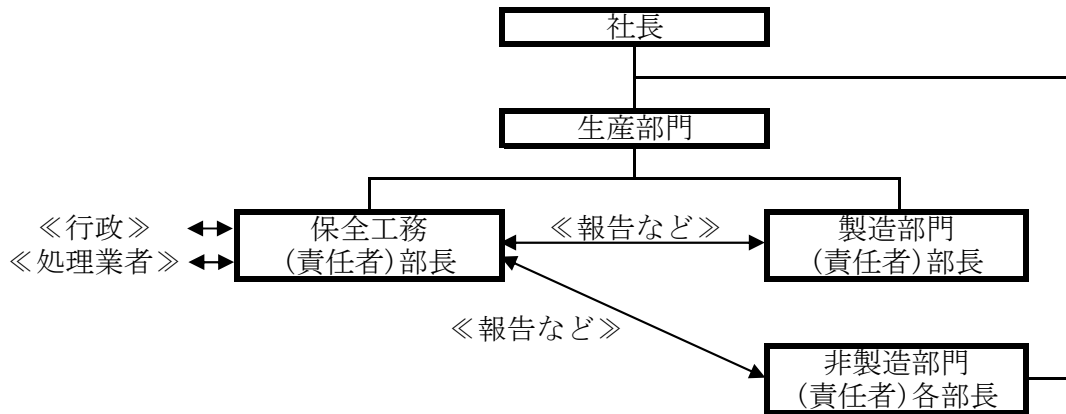 社長
生産部門
≪行政≫
≪処理業者≫
保全工務
(責任者)部長
≪報告など≫
製造部門
(責任者)部長
≪報告など≫
非製造部門
(責任者)各部長